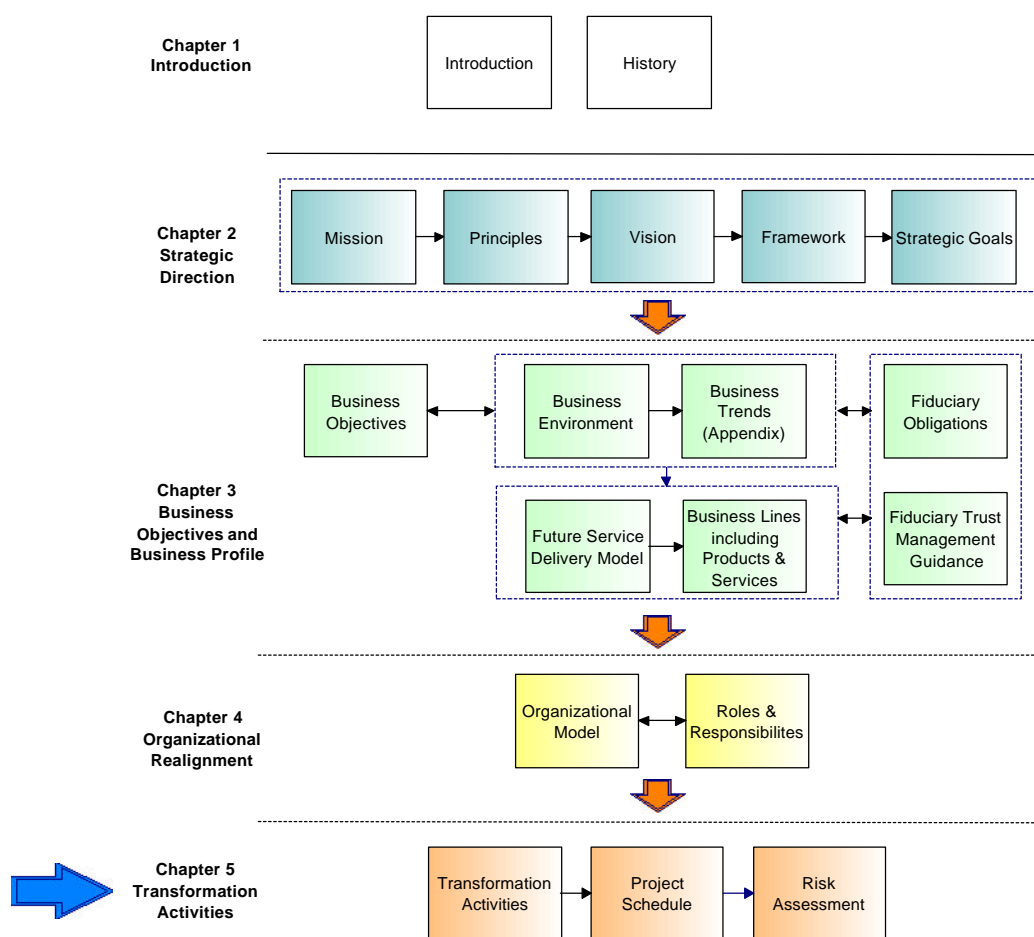 Chapter 1
Introduction
Introduction
History
Chapter 2
Strategic
Direction
Mission
Principles
Vision
Framework
Strategic Goals
Chapter 3
Business
Objectives and
Business Profile
Business
Objectives
Business
Environment
Business
Trends
(Appendix)
Fiduciary
Obligations
Future Service
Delivery Model
Business Lines
including
Products &
Services
Fiduciary Trust
Management
Guidance
Chapter 4
Organizational
Realignment
Organizational
Model
Roles &
Responsibilites
Chapter 5
Transformation
Activities
Transformation
Activities
Project
Schedule
Risk
Assessment